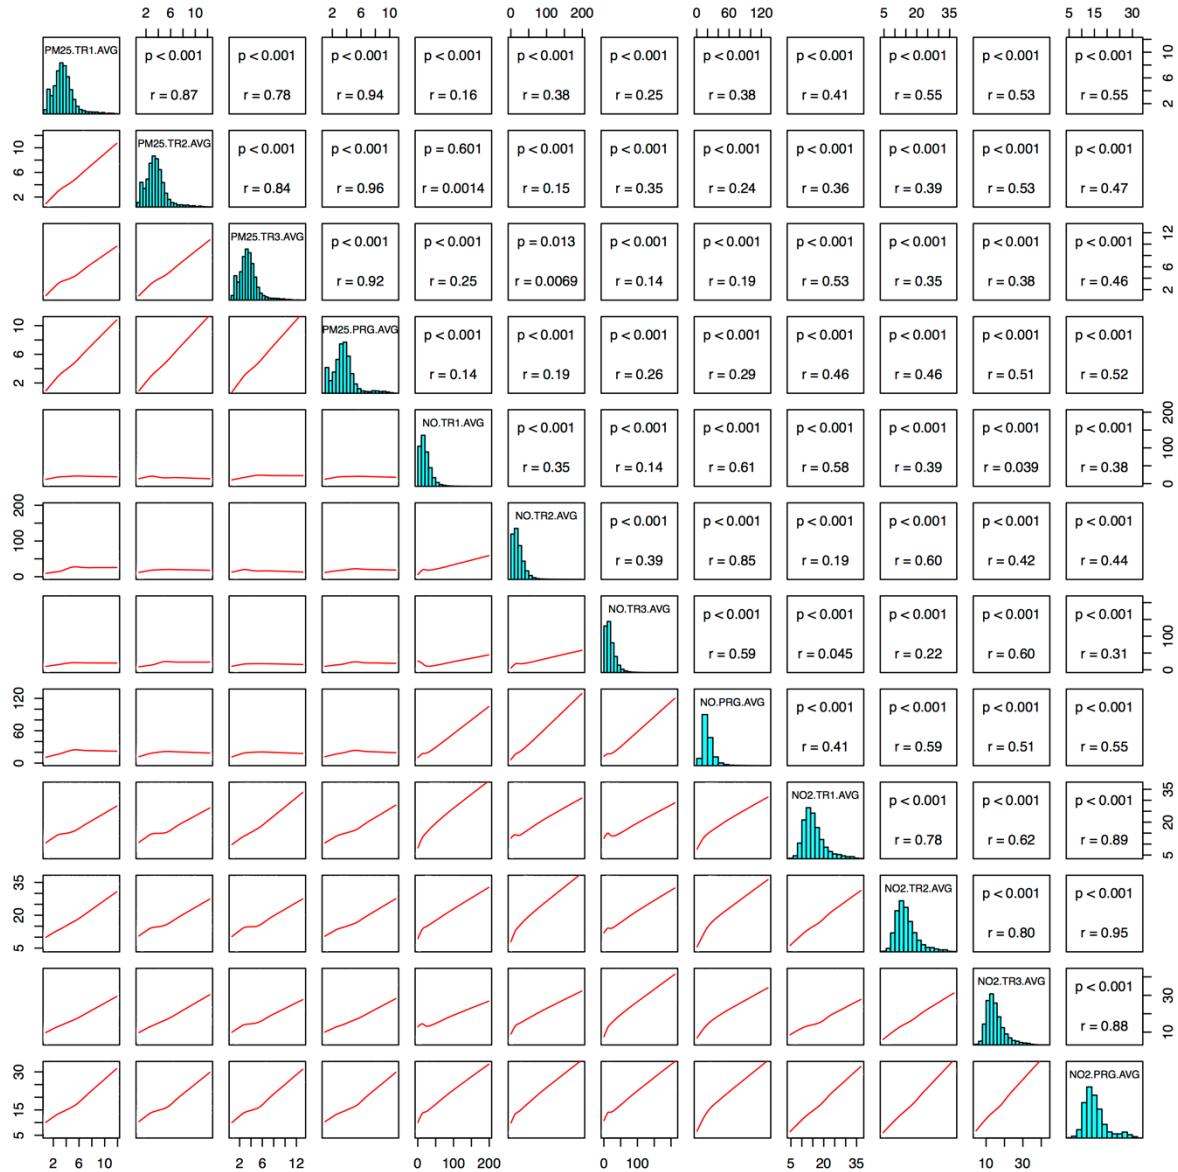 2 6 10 2 6 10 0 100 200 0 60 120 5 20 35 5 15 30
PM25.TR1.AVG p < 0.001 p < 0.001 p < 0.001 p < 0.001 p < 0.001 p < 0.001 p < 0.001 p < 0.001 p < 0.001 p < 0.001 p < 0.001
r = 0.87 r = 0.78 r = 0.94 r = 0.16 r = 0.38 r = 0.25 r = 0.38 r = 0.41 r = 0.55 r = 0.53 r = 0.55
2 6 10
2 6 10
PM25.TR2.AVG p < 0.001 p < 0.001 p = 0.601 p < 0.001 p < 0.001 p < 0.001 p < 0.001 p < 0.001 p < 0.001 p < 0.001
r = 0.84 r = 0.96 r = 0.0014 r = 0.15 r = 0.35 r = 0.24 r = 0.36 r = 0.39 r = 0.53 r = 0.47
PM25.TR3.AVG p < 0.001 p < 0.001 p = 0.013 p < 0.001 p < 0.001 p < 0.001 p < 0.001 p < 0.001 p < 0.001
r = 0.92 r = 0.25 r = 0.0069 r = 0.14 r = 0.19 r = 0.53 r = 0.35 r = 0.38 r = 0.46
2 6 12
2 6 10
PM25.PRG.AVG p < 0.001 p < 0.001 p < 0.001 p < 0.001 p < 0.001 p < 0.001 p < 0.001 p < 0.001
r = 0.14 r = 0.19 r = 0.26 r = 0.29 r = 0.46 r = 0.46 r = 0.51 r = 0.52
NO.TR1.AVG p < 0.001 p < 0.001 p < 0.001 p < 0.001 p < 0.001 p < 0.001 p < 0.001
r = 0.35 r = 0.14 r = 0.61 r = 0.58 r = 0.39 r = 0.039 r = 0.38
0 100 200
0 100 200
NO.TR2.AVG p < 0.001 p < 0.001 p < 0.001 p < 0.001 p < 0.001 p < 0.001
r = 0.39 r = 0.85 r = 0.19 r = 0.60 r = 0.42 r = 0.44
NO.TR3.AVG p < 0.001 p < 0.001 p < 0.001 p < 0.001 p < 0.001
r = 0.59 r = 0.045 r = 0.22 r = 0.60 r = 0.31
0 100
0 60 120
NO.PRG.AVG p < 0.001 p < 0.001 p < 0.001 p < 0.001
r = 0.41 r = 0.59 r = 0.51 r = 0.55
NO2.TR1.AVG p < 0.001 p < 0.001 p < 0.001
r = 0.78 r = 0.62 r = 0.89
5 20 35
5 20 35
NO2.TR2.AVG p < 0.001 p < 0.001
r = 0.80 r = 0.95
NO2.TR3.AVG p < 0.001
r = 0.88
10 30
5 15 30
NO2.PRG.AVG
2 6 10 2 6 12 0 100 200 0 100 5 20 35 10 30